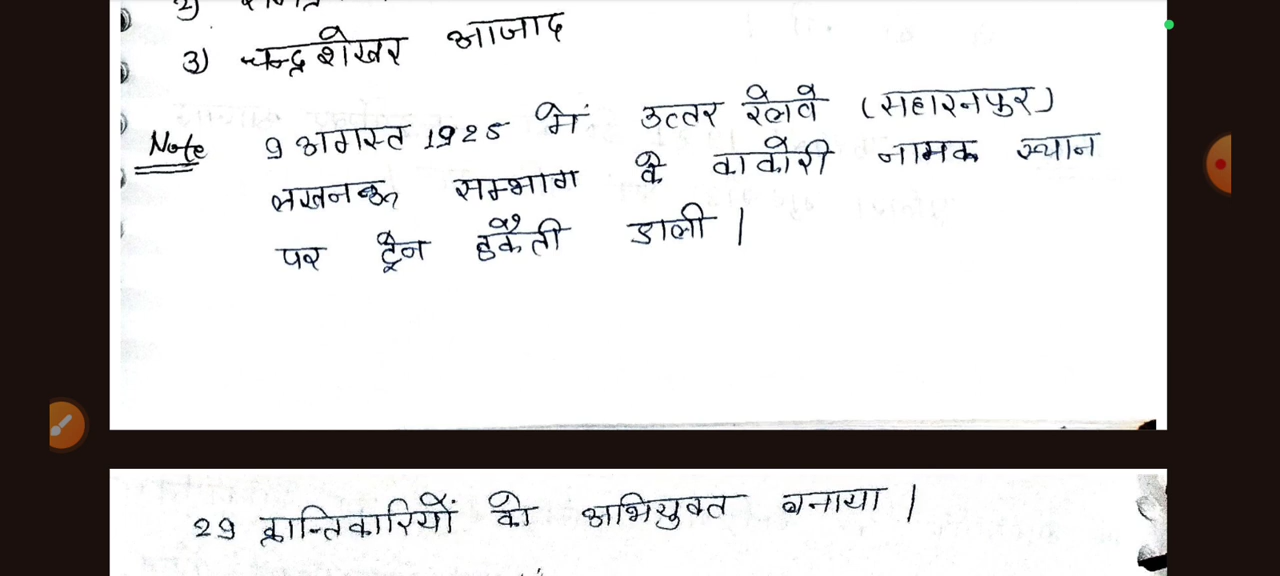 2)
3) चन्द्रशेखर आजाद
Note 9 अगस्त 1925 में उत्तर रेलवे (सहारनपुर)
लखनऊ सम्भाग के काकोरी नामक स्थान
पर ट्रेन डकैती डाली |
29 क्रान्तिकारियों को अभियुक्त बनाया |